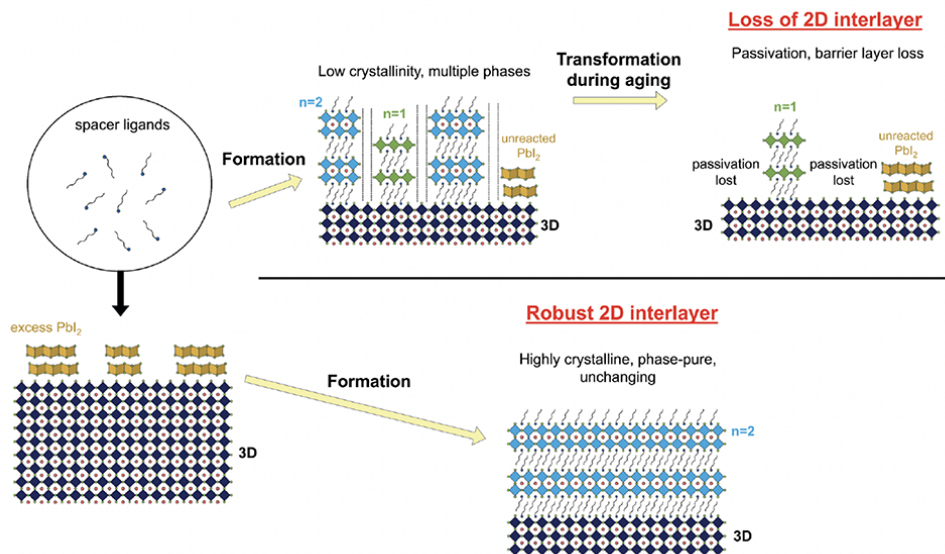 Loss of 2D interlayer
Passivation, barrier layer loss
Transformation
during aging
Low crystallinity, multiple phases
n=2
n=1
n=1
spacer ligands
unreacted
PbI₂
unreacted
PbI₂
Formation
passivation
lost
passivation
lost
3D
3D
Robust 2D interlayer
excess PbI₂
Highly crystalline, phase-pure,
unchanging
Formation
n=2
3D
3D